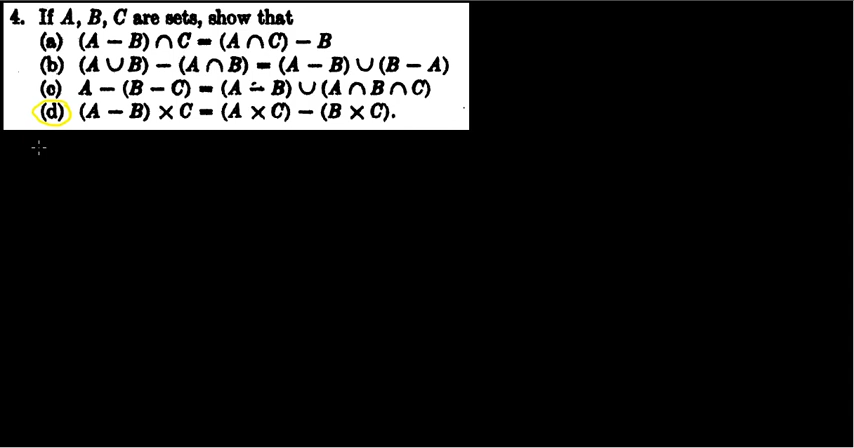 4. If A, B, C are sets, show that
(a) (A − B) ∩ C = (A ∩ C) − B
(b) (A ∪ B) − (A ∩ B) = (A − B) ∪ (B − A)
(c) A − (B − C) = (A − B) ∪ (A ∩ B ∩ C)
(d) (A − B) × C = (A × C) − (B × C).